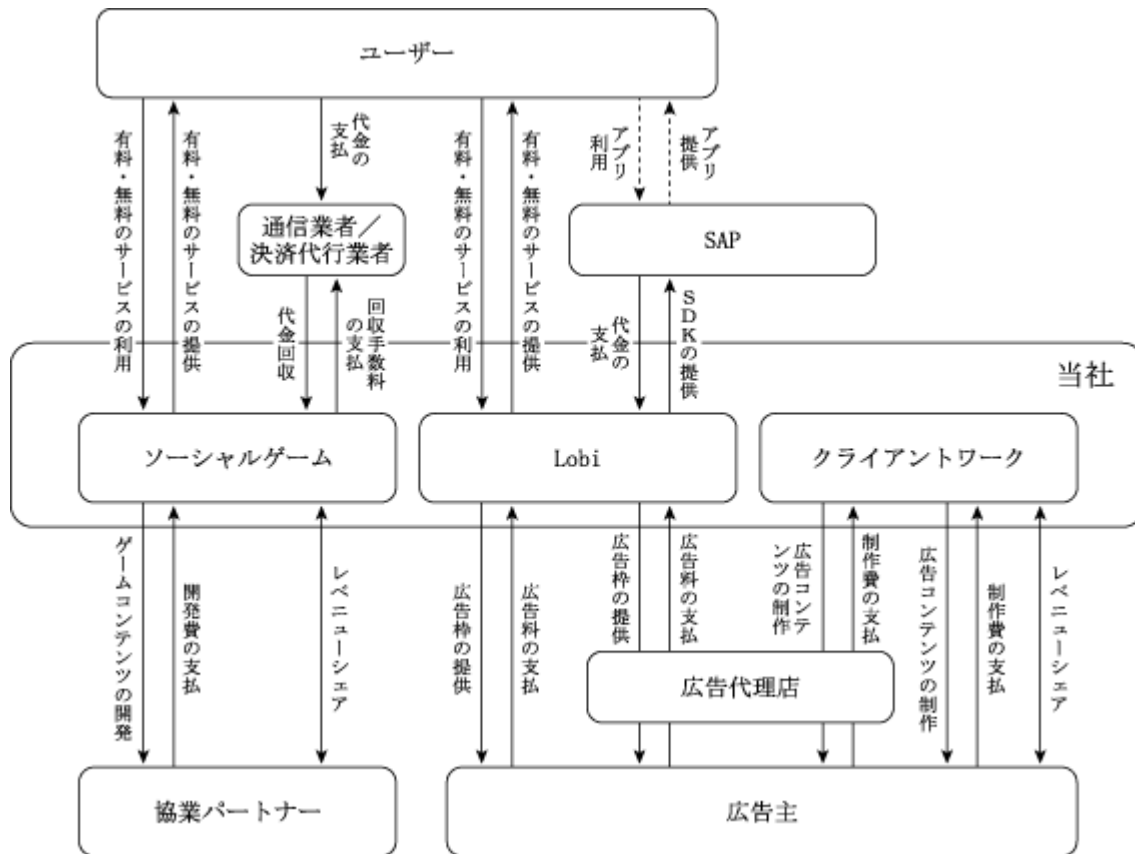 ユーザー
有料・無料のサービスの利用
有料・無料のサービスの提供
代金の
支払
有料・無料のサービスの利用
有料・無料のサービスの提供
アプリ
利用
アプリ
提供
通信業者／
決済代行業者
SAP
代金回収
回収手数料
の支払
代金の
支払
SDKの提供
当社
ソーシャルゲーム
Lobi
クライアントワーク
ゲームコンテンツの開発
開発費の支払
レベニューシェア
広告枠の提供
広告料の支払
広告枠の提供
広告料の支払
広告コンテ
ンツの制作
制作費の支払
広告コンテンツの制作
制作費の支払
レベニューシェア
広告代理店
協業パートナー
広告主